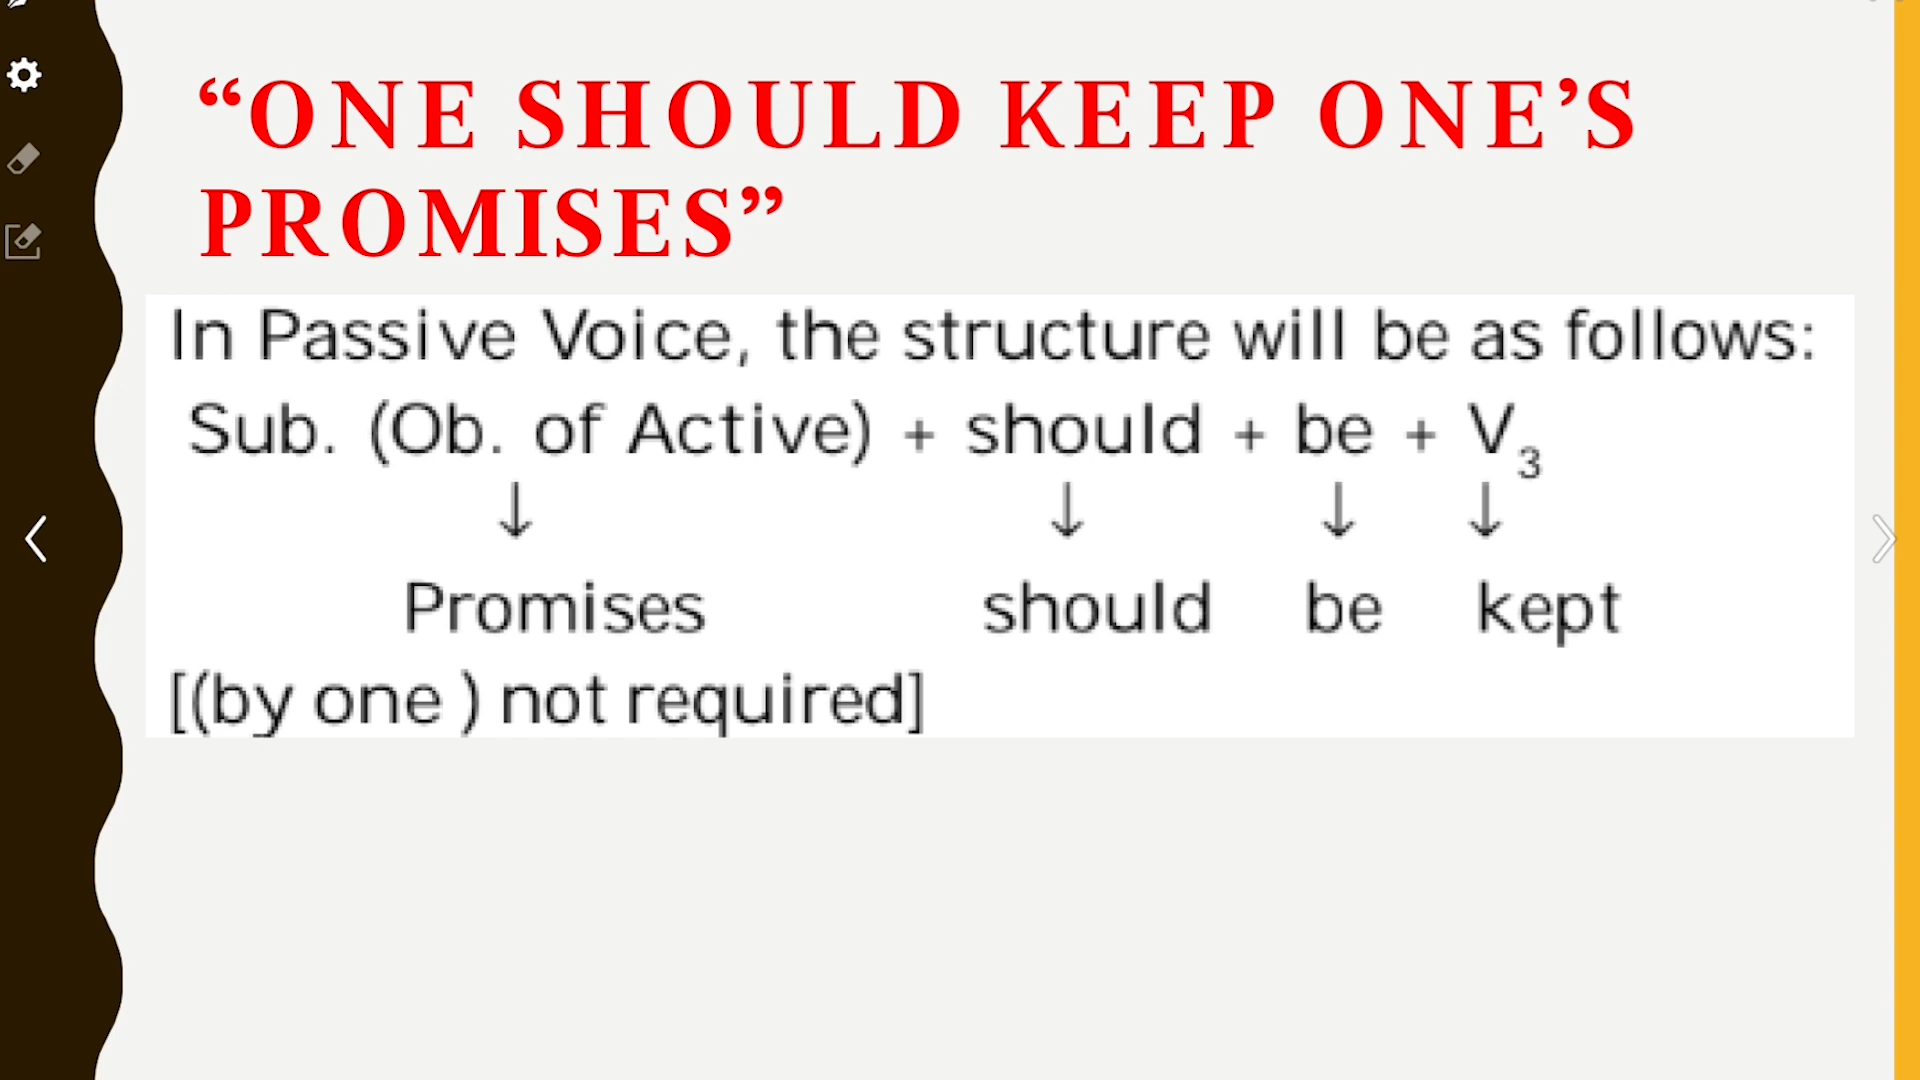 “ONE SHOULD KEEP ONE’S
PROMISES”
In Passive Voice, the structure will be as follows:
Sub. (Ob. of Active) + should + be + V₃
↓ ↓ ↓ ↓
Promises should be kept
[(by one ) not required]